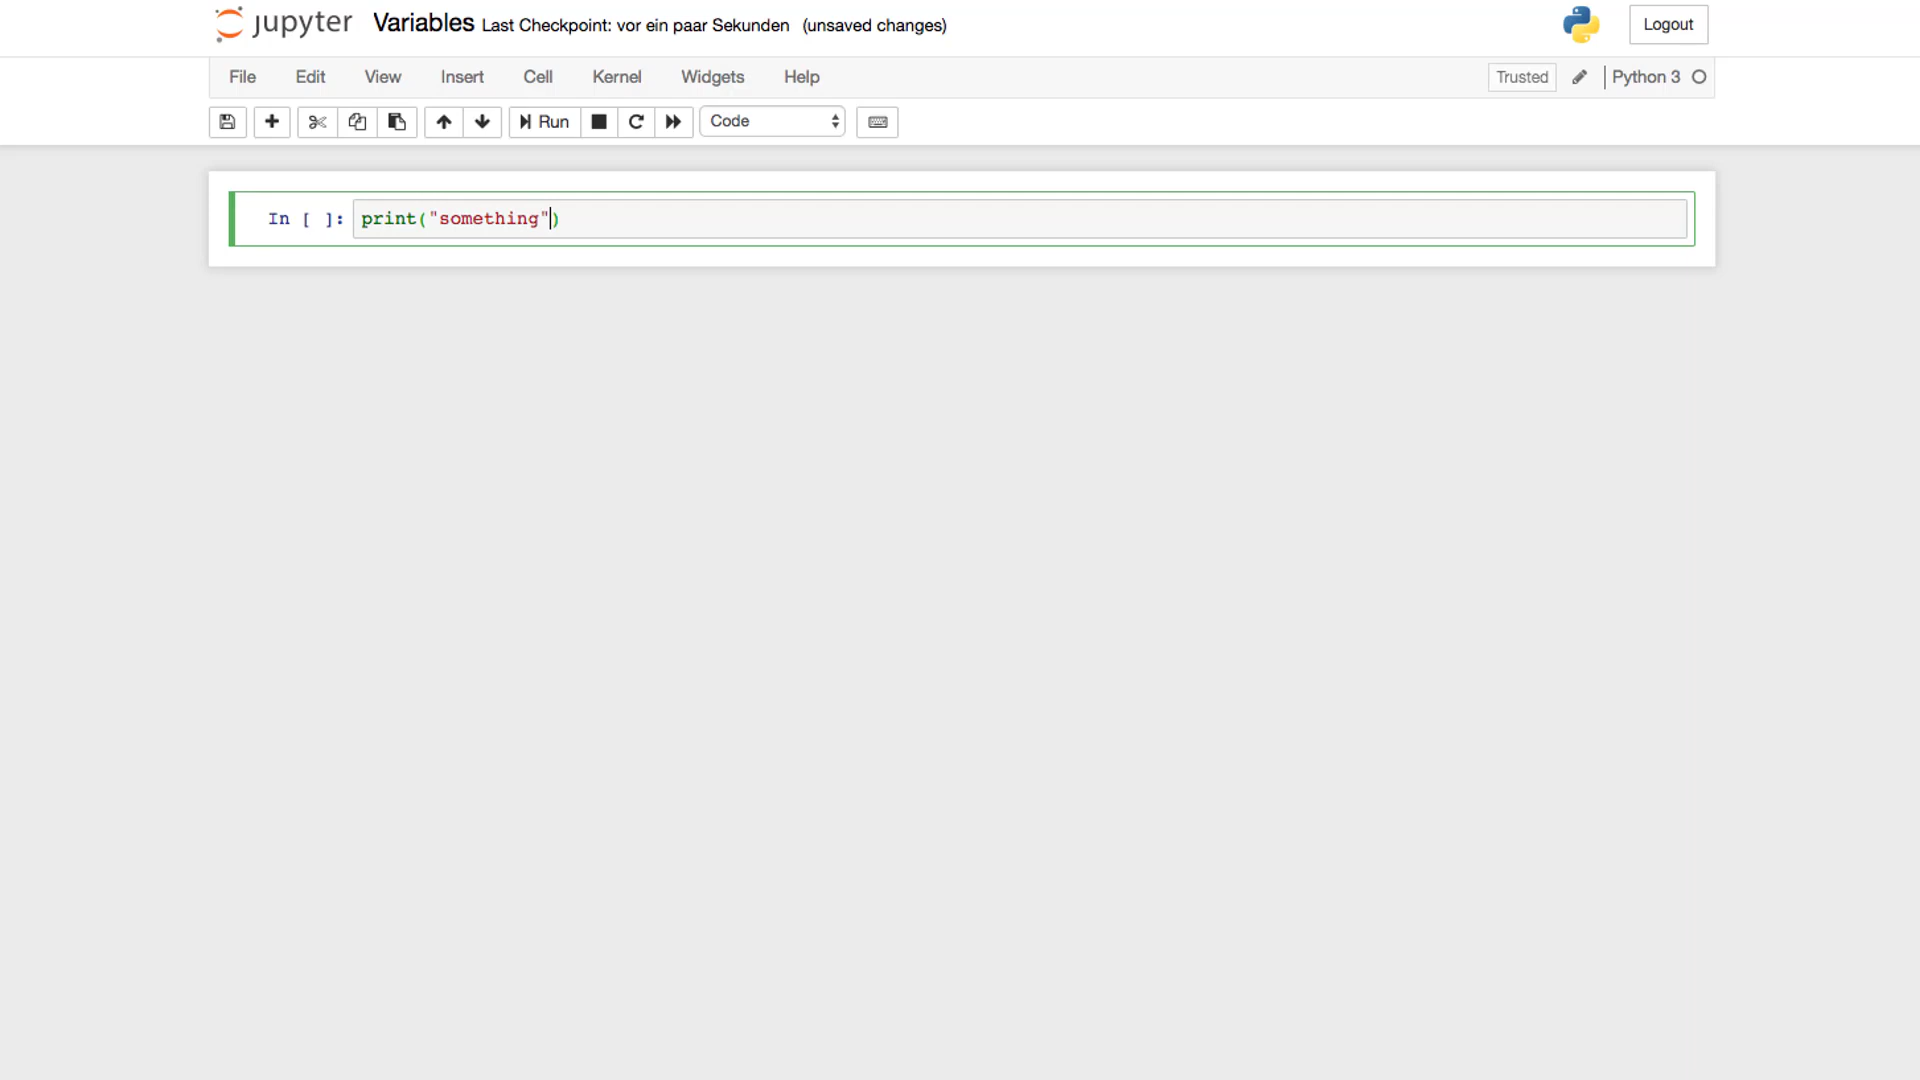 jupyter Variables Last Checkpoint: vor ein paar Sekunden (unsaved changes) Logout
File Edit View Insert Cell Kernel Widgets Help Trusted Python 3
Run Code
In [ ]: print("something")